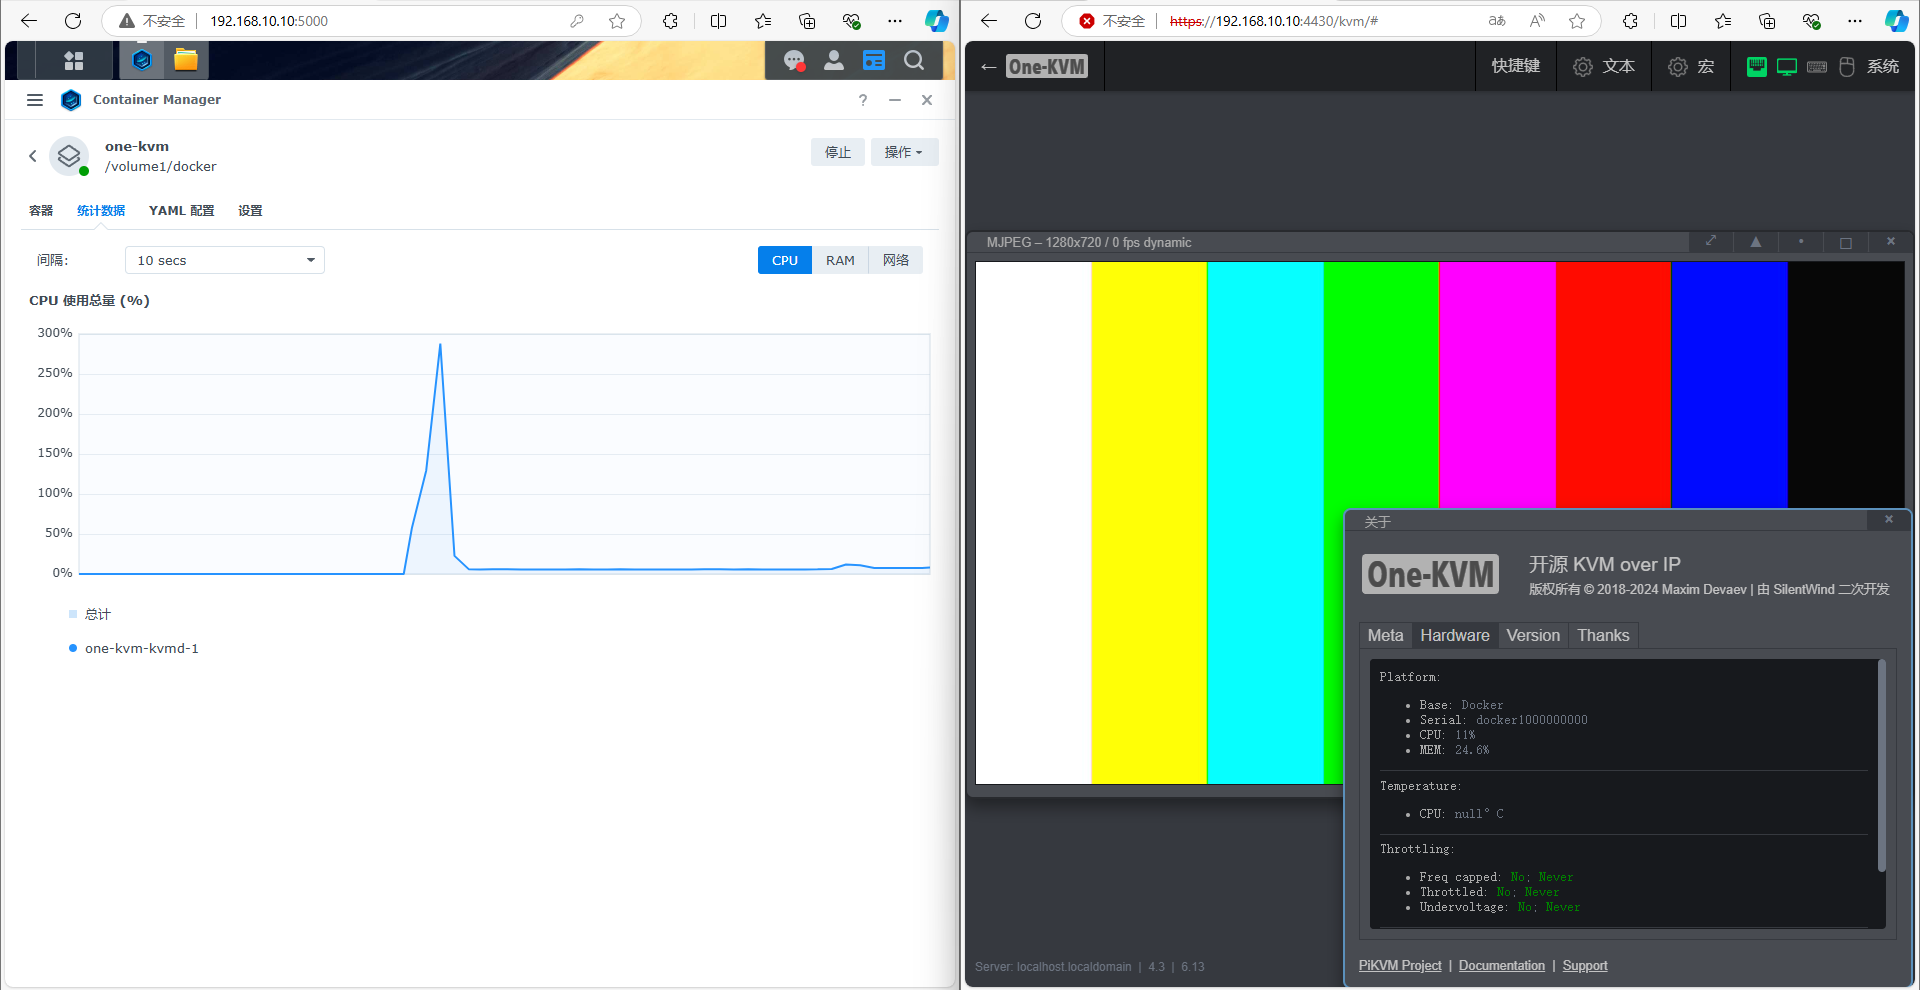 不安全 192.168.10.10:5000
Container Manager
?
one-kvm
/volume1/docker
停止
操作
容器 统计数据 YAML 配置 设置
间隔:
10 secs
CPU RAM 网络
CPU 使用总量 (%)
300%
250%
200%
150%
100%
50%
0%
总计
one-kvm-kvmd-1
不安全 https://192.168.10.10:4430/kvm/#
← One-KVM
快捷键 文本 宏 系统
MJPEG – 1280x720 / 0 fps dynamic
关于
One-KVM
开源 KVM over IP
版权所有 © 2018-2024 Maxim Devaev | 由 SilentWind 二次开发
Meta Hardware Version Thanks
Platform:
Base: Docker
Serial: docker1000000000
CPU: 11%
MEM: 24.6%
Temperature:
CPU: null°C
Throttling:
Freq capped: No; Never
Throttled: No; Never
Undervoltage: No; Never
PiKVM Project | Documentation | Support
Server: localhost.localdomain | 4.3 | 6.13